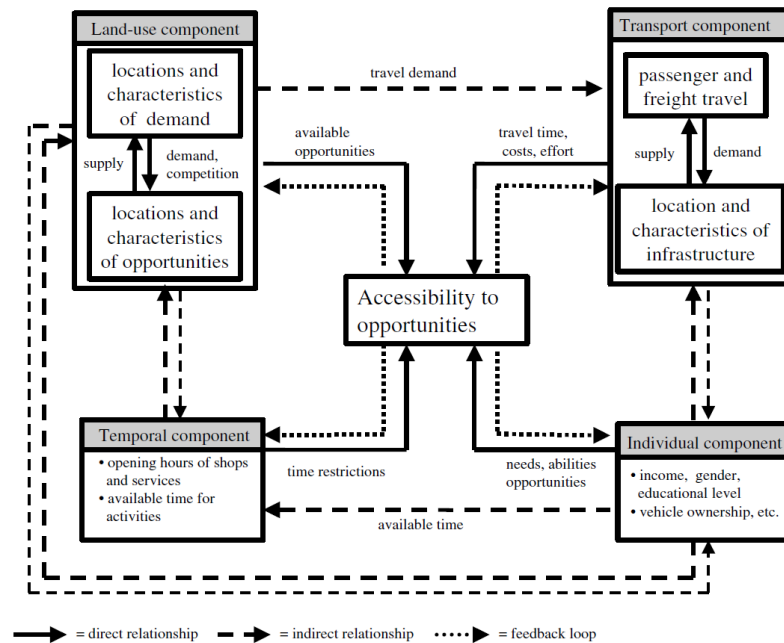 Land-use component
locations and
characteristics
of demand
supply
demand,
competition
locations and
characteristics
of opportunities
travel demand
Transport component
passenger and
freight travel
supply
demand
location and
characteristics of
infrastructure
available
opportunities
travel time,
costs, effort
Accessibility to
opportunities
Temporal component
• opening hours of shops
and services
• available time for
activities
time restrictions
needs, abilities
opportunities
available time
Individual component
• income, gender,
educational level
• vehicle ownership, etc.
= direct relationship
= indirect relationship
= feedback loop